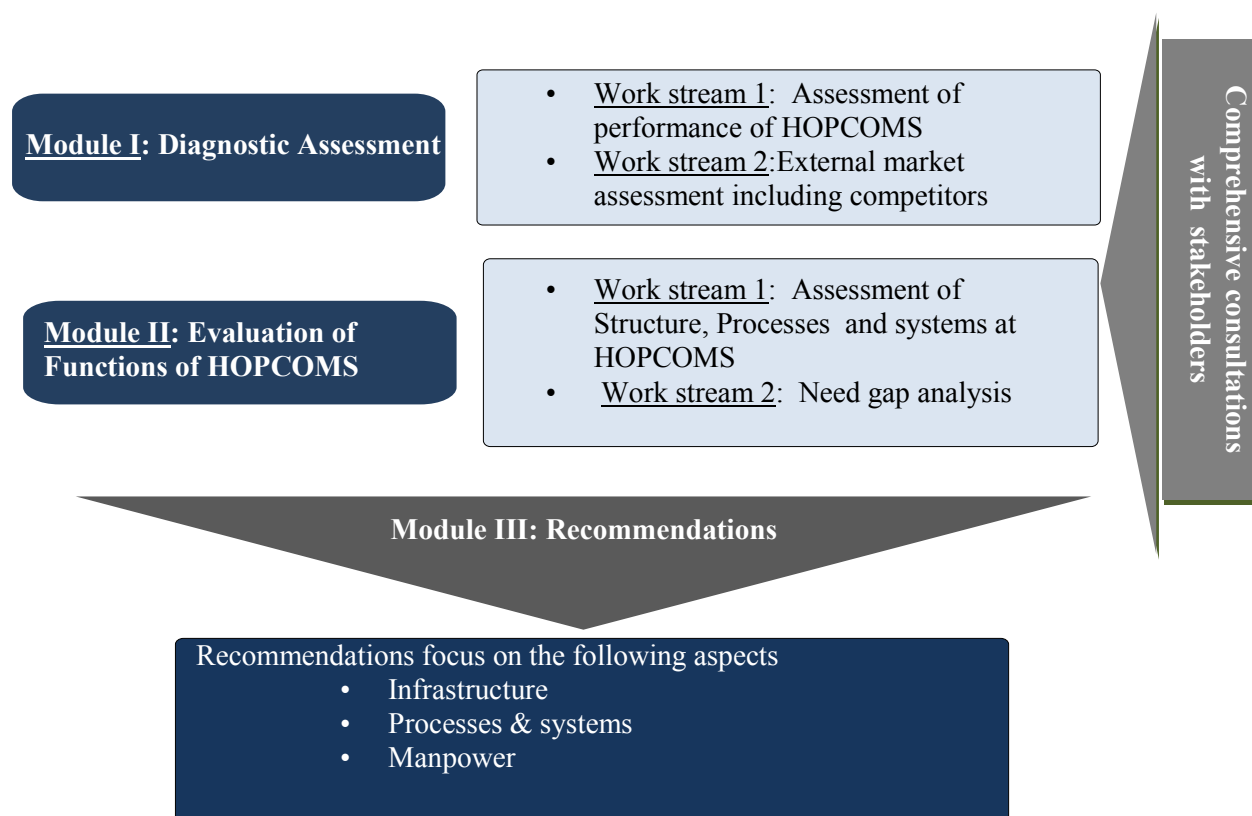 Module I: Diagnostic Assessment
• Work stream 1:  Assessment of
performance of HOPCOMS
• Work stream 2:External market
assessment including competitors
Module II: Evaluation of
Functions of HOPCOMS
• Work stream 1:  Assessment of
Structure, Processes  and systems at
HOPCOMS
• Work stream 2:  Need gap analysis
Comprehensive consultations
with  stakeholders
Module III: Recommendations
Recommendations focus on the following aspects
• Infrastructure
• Processes & systems
• Manpower